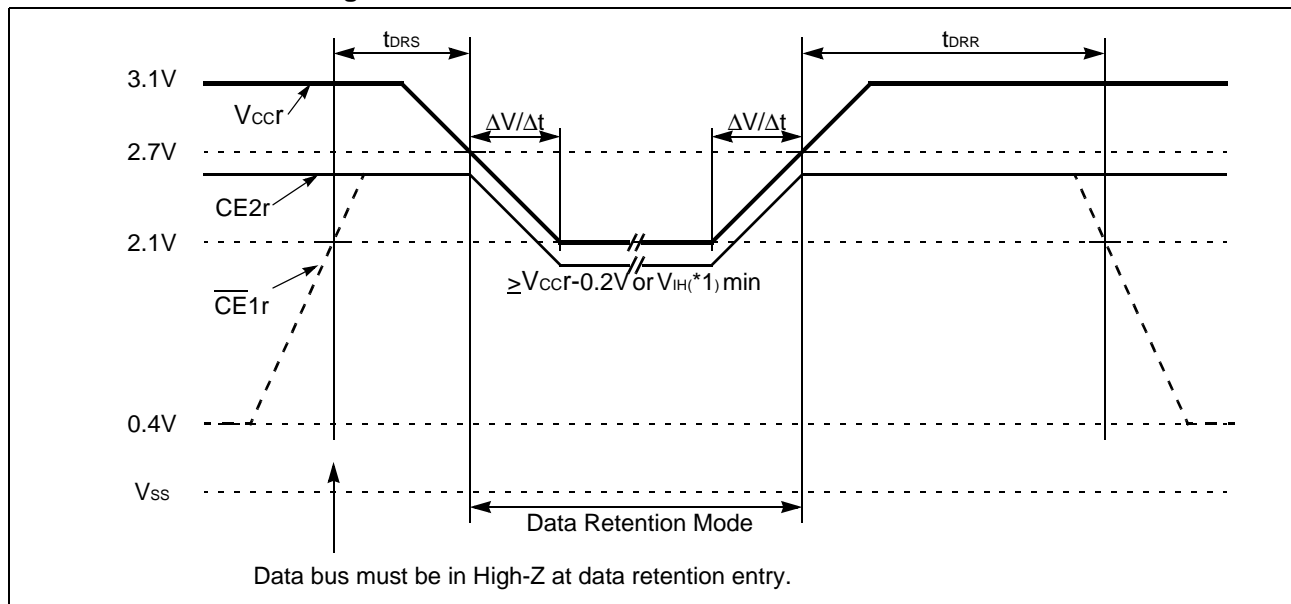 tDRS
tDRR
3.1V
VCCr
ΔV/Δt
ΔV/Δt
2.7V
CE2r
2.1V
≥VCCr-0.2V or VIH(*1) min
CE1r
0.4V
VSS
Data Retention Mode
Data bus must be in High-Z at data retention entry.